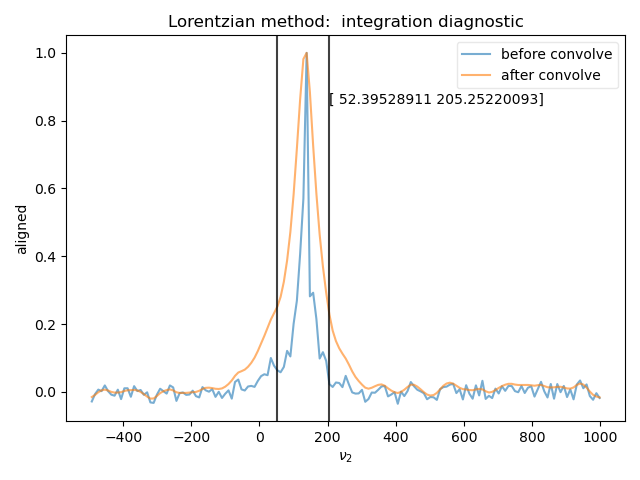 Lorentzian method:  integration diagnostic
before convolve
after convolve
[ 52.39528911 205.25220093]
aligned
1.0
0.8
0.6
0.4
0.2
0.0
−400
−200
0
200
400
600
800
1000
ν₂